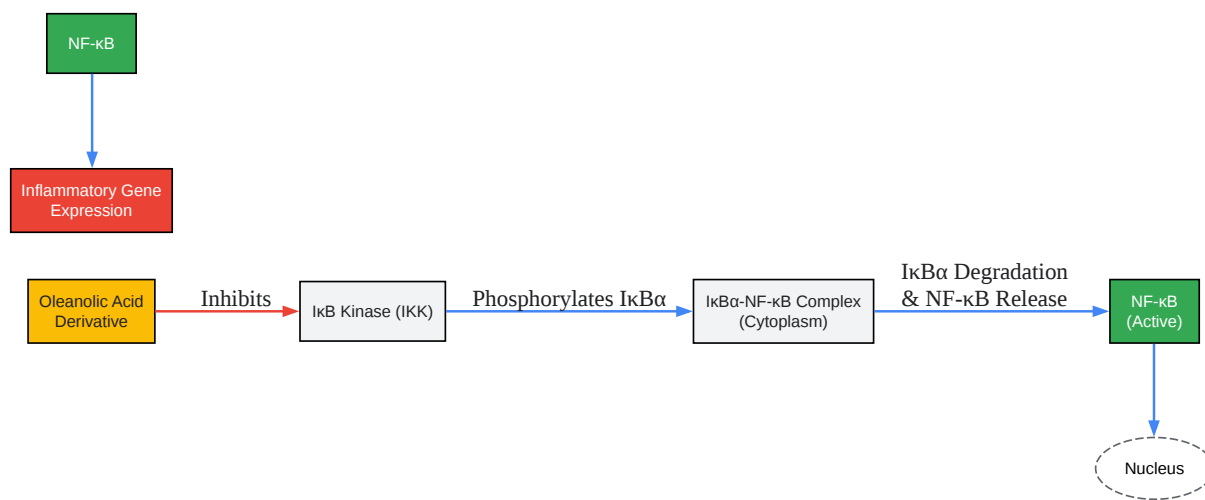 NF-κB
Inflammatory Gene
Expression
Oleanolic Acid
Derivative
Inhibits
IκB Kinase (IKK)
Phosphorylates IκBα
IκBα-NF-κB Complex
(Cytoplasm)
IκBα Degradation
& NF-κB Release
NF-κB
(Active)
Nucleus